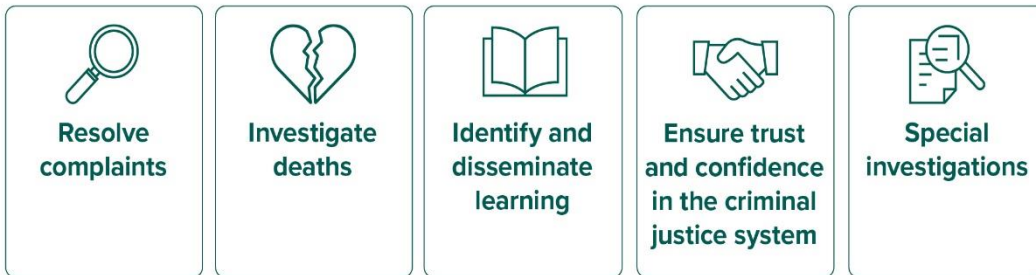 Resolve
complaints
Investigate
deaths
Identify and
disseminate
learning
Ensure trust
and confidence
in the criminal
justice system
Special
investigations